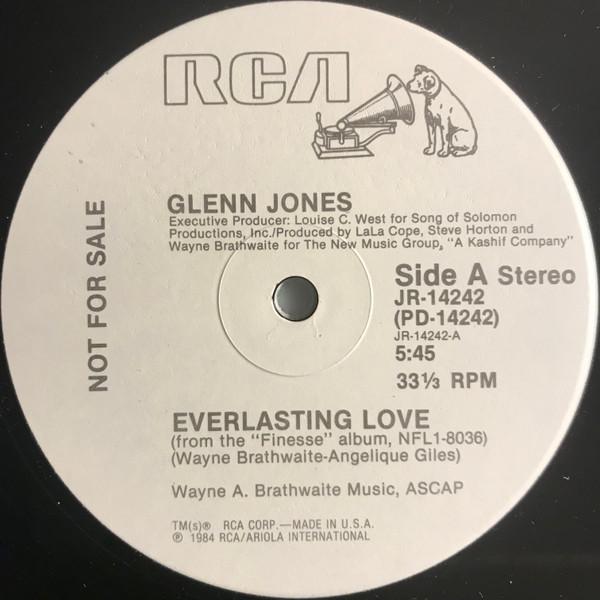 RCA
GLENN JONES
Executive Producer: Louise C. West for Song of Solomon
Productions, Inc./Produced by LaLa Cope, Steve Horton and
Wayne Brathwaite for The New Music Group, "A Kashif Company"
NOT FOR SALE
Side A Stereo
JR-14242
(PD-14242)
JR-14242-A
5:45
33⅓ RPM
EVERLASTING LOVE
(from the "Finesse" album, NFL1-8036)
(Wayne Brathwaite-Angelique Giles)
Wayne A. Brathwaite Music, ASCAP
TM(s)® RCA CORP.—MADE IN U.S.A.
℗ 1984 RCA/ARIOLA INTERNATIONAL